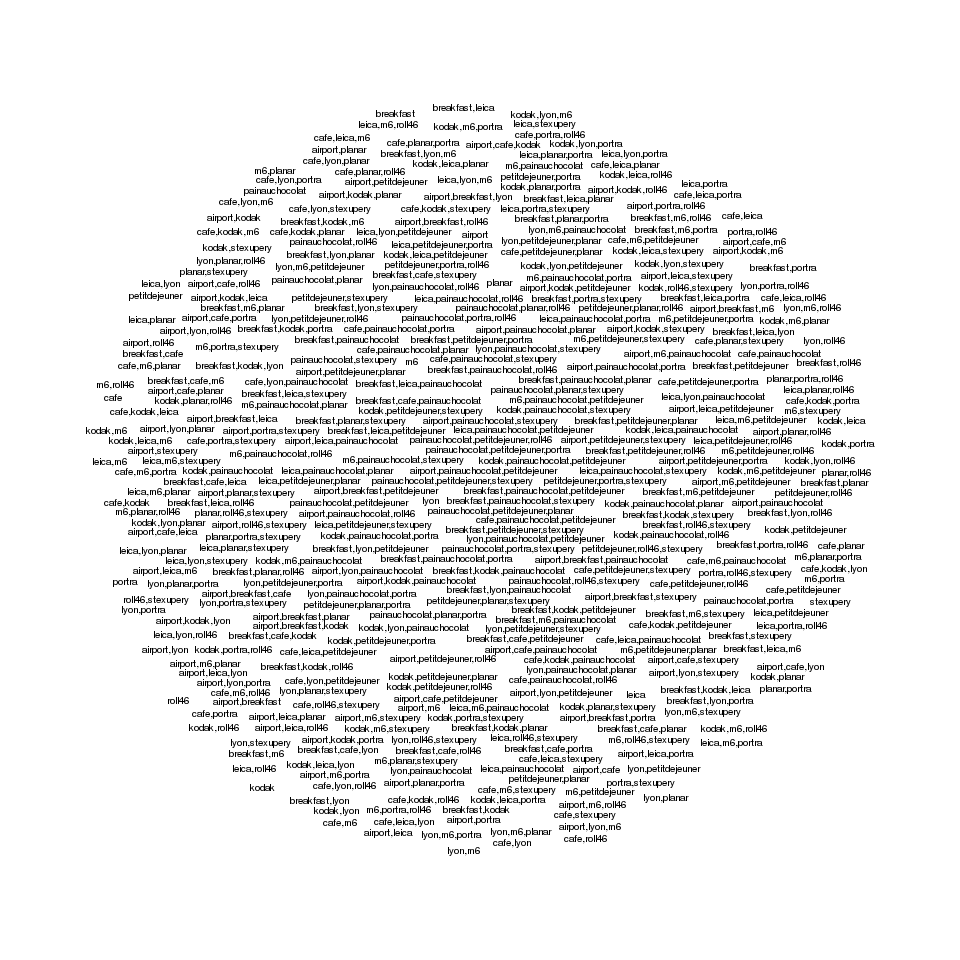 breakfast,leica
breakfast kodak,lyon,m6
leica,m6,roll46 kodak,m6,portra leica,stexupery
cafe,leica,m6 cafe,planar,portra airport,cafe,kodak cafe,portra,roll46 kodak,lyon,portra
airport,planar breakfast,lyon,m6 leica,planar,portra leica,lyon,portra
cafe,lyon,planar kodak,leica,planar m6,painauchocolat cafe,leica,planar
m6,planar cafe,planar,roll46 petitdejeuner,portra kodak,leica,roll46
cafe,lyon,portra airport,petitdejeuner leica,lyon,m6 kodak,planar,portra airport,kodak,roll46 leica,portra
painauchocolat airport,kodak,planar airport,breakfast,lyon breakfast,leica,planar
cafe,lyon,m6 cafe,lyon,stexupery cafe,kodak,stexupery leica,portra,stexupery airport,portra,roll46
airport,kodak breakfast,kodak,m6 airport,breakfast,roll46 breakfast,planar,portra breakfast,m6,roll46 cafe,leica
cafe,kodak,m6 cafe,kodak,planar leica,lyon,petitdejeuner airport lyon,m6,painauchocolat breakfast,m6,portra portra,roll46
kodak,stexupery painauchocolat,roll46 leica,petitdejeuner,portra lyon,petitdejeuner,planar cafe,m6,petitdejeuner airport,cafe,m6
lyon,planar,roll46 breakfast,lyon,planar kodak,leica,petitdejeuner cafe,petitdejeuner,planar kodak,leica,stexupery airport,kodak,m6
planar,stexupery lyon,m6,petitdejeuner petitdejeuner,portra,roll46 kodak,lyon,petitdejeuner kodak,lyon,stexupery breakfast,portra
leica,lyon airport,cafe,roll46 painauchocolat,planar breakfast,cafe,stexupery m6,painauchocolat,portra airport,leica,stexupery
lyon,painauchocolat,roll46 planar airport,kodak,petitdejeuner kodak,roll46,stexupery lyon,portra,roll46
petitdejeuner airport,kodak,leica petitdejeuner,stexupery leica,painauchocolat,roll46 breakfast,portra,stexupery breakfast,leica,portra cafe,leica,roll46
breakfast,m6,planar breakfast,lyon,stexupery painauchocolat,planar,roll46 petitdejeuner,planar,roll46 airport,breakfast,m6 lyon,m6,roll46
leica,planar airport,cafe,portra lyon,petitdejeuner,roll46 painauchocolat,portra,roll46 leica,painauchocolat,portra m6,petitdejeuner,portra kodak,m6,planar
airport,lyon,roll46 breakfast,kodak,portra cafe,painauchocolat,portra airport,painauchocolat,planar airport,kodak,stexupery breakfast,leica,lyon
airport,roll46 m6,portra,stexupery breakfast,painauchocolat breakfast,petitdejeuner,portra m6,petitdejeuner,stexupery cafe,planar,stexupery lyon,roll46
breakfast,cafe cafe,painauchocolat,planar lyon,painauchocolat,stexupery airport,m6,painauchocolat cafe,painauchocolat
cafe,m6,planar breakfast,kodak,lyon painauchocolat,stexupery m6 cafe,painauchocolat,stexupery airport,painauchocolat,portra breakfast,petitdejeuner breakfast,roll46
airport,petitdejeuner,planar breakfast,painauchocolat,roll46
m6,roll46 breakfast,cafe,m6 cafe,lyon,painauchocolat breakfast,leica,painauchocolat breakfast,painauchocolat,planar cafe,petitdejeuner,portra planar,portra,roll46
cafe airport,cafe,planar breakfast,leica,stexupery painauchocolat,planar,stexupery leica,lyon,painauchocolat leica,planar,roll46
kodak,planar,roll46 m6,painauchocolat,planar breakfast,cafe,painauchocolat m6,painauchocolat,petitdejeuner cafe,kodak,portra
cafe,kodak,leica airport,breakfast,leica kodak,petitdejeuner,stexupery kodak,painauchocolat,stexupery airport,leica,petitdejeuner m6,stexupery
breakfast,planar,stexupery airport,painauchocolat,stexupery breakfast,petitdejeuner,planar leica,m6,petitdejeuner kodak,leica
kodak,m6 airport,lyon,planar airport,portra,stexupery breakfast,leica,petitdejeuner leica,painauchocolat,petitdejeuner kodak,leica,painauchocolat airport,planar,roll46
kodak,leica,m6 cafe,portra,stexupery airport,leica,painauchocolat painauchocolat,petitdejeuner,roll46 airport,petitdejeuner,stexupery leica,petitdejeuner,roll46 kodak,portra
airport,stexupery m6,painauchocolat,roll46 painauchocolat,petitdejeuner,portra breakfast,petitdejeuner,roll46 m6,petitdejeuner,roll46
leica,m6 leica,m6,stexupery m6,painauchocolat,stexupery kodak,painauchocolat,petitdejeuner airport,petitdejeuner,portra kodak,lyon,roll46
cafe,m6,portra kodak,painauchocolat leica,painauchocolat,planar airport,painauchocolat,petitdejeuner leica,painauchocolat,stexupery kodak,m6,petitdejeuner planar,roll46
breakfast,cafe,leica leica,petitdejeuner,planar painauchocolat,petitdejeuner,stexupery petitdejeuner,portra,stexupery airport,m6,petitdejeuner breakfast,planar
leica,m6,planar airport,planar,stexupery airport,breakfast,petitdejeuner breakfast,painauchocolat,petitdejeuner breakfast,m6,petitdejeuner petitdejeuner,roll46
cafe,kodak breakfast,leica,roll46 lyon breakfast,painauchocolat,stexupery kodak,painauchocolat,planar airport,kodak,lyon
m6,planar,roll46 planar,roll46,stexupery airport,painauchocolat,roll46 painauchocolat,petitdejeuner,planar breakfast,kodak,stexupery breakfast,lyon,roll46
kodak,lyon,planar airport,roll46,stexupery leica,petitdejeuner,stexupery cafe,painauchocolat,petitdejeuner breakfast,roll46,stexupery
airport,cafe,leica planar,portra,stexupery kodak,painauchocolat,portra breakfast,petitdejeuner,stexupery lyon,painauchocolat,petitdejeuner kodak,painauchocolat,roll46 kodak,petitdejeuner
leica,lyon,planar leica,planar,stexupery breakfast,lyon,petitdejeuner painauchocolat,portra,stexupery petitdejeuner,roll46,stexupery breakfast,portra,roll46 cafe,planar
leica,lyon,stexupery kodak,m6,painauchocolat breakfast,painauchocolat,portra airport,breakfast,painauchocolat cafe,m6,painauchocolat m6,planar,portra
airport,leica,m6 breakfast,planar,roll46 airport,lyon,painauchocolat breakfast,kodak,painauchocolat cafe,petitdejeuner,stexupery portra,roll46,stexupery cafe,kodak,lyon
portra lyon,planar,portra lyon,petitdejeuner,portra airport,kodak,painauchocolat painauchocolat,roll46,stexupery cafe,petitdejeuner,roll46 m6,portra
airport,breakfast,cafe lyon,painauchocolat,portra breakfast,lyon,painauchocolat airport,breakfast,stexupery cafe,petitdejeuner
roll46,stexupery lyon,portra,stexupery petitdejeuner,planar,portra petitdejeuner,planar,stexupery painauchocolat,portra stexupery
lyon,portra airport,breakfast,planar painauchocolat,planar,portra breakfast,kodak,petitdejeuner breakfast,m6,stexupery leica,petitdejeuner
airport,kodak,lyon airport,breakfast,kodak kodak,lyon,painauchocolat lyon,petitdejeuner,stexupery breakfast,m6,painauchocolat cafe,kodak,petitdejeuner leica,portra,roll46
leica,lyon,roll46 breakfast,cafe,kodak kodak,petitdejeuner,portra breakfast,cafe,petitdejeuner cafe,leica,painauchocolat breakfast,stexupery
airport,lyon kodak,portra,roll46 cafe,leica,petitdejeuner airport,cafe,painauchocolat m6,petitdejeuner,planar breakfast,leica,m6
airport,m6,planar breakfast,kodak,roll46 airport,petitdejeuner,roll46 cafe,kodak,painauchocolat airport,cafe,stexupery cafe,lyon
airport,leica,lyon kodak,petitdejeuner,planar lyon,painauchocolat,planar airport,lyon,stexupery kodak,planar airport,cafe,lyon
airport,lyon,portra cafe,lyon,petitdejeuner kodak,petitdejeuner,roll46 cafe,painauchocolat,roll46 breakfast,kodak,leica planar,portra
cafe,m6,roll46 lyon,planar,stexupery airport,cafe,petitdejeuner airport,lyon,petitdejeuner leica breakfast,lyon,portra
roll46 airport,breakfast cafe,roll46,stexupery airport,m6 leica,m6,painauchocolat kodak,planar,stexupery lyon,m6,stexupery
cafe,portra airport,leica,planar airport,m6,stexupery kodak,portra,stexupery airport,breakfast,portra
kodak,roll46 airport,leica,roll46 kodak,m6,stexupery breakfast,kodak,planar breakfast,cafe,planar kodak,m6,roll46
lyon,stexupery airport,kodak,portra lyon,roll46,stexupery leica,roll46,stexupery m6,roll46,stexupery leica,m6,portra
breakfast,m6 breakfast,cafe,lyon breakfast,cafe,roll46 breakfast,cafe,portra airport,leica,portra
leica,roll46 kodak,leica,lyon m6,planar,stexupery cafe,leica,stexupery
airport,m6,portra lyon,painauchocolat leica,painauchocolat airport,cafe lyon,petitdejeuner
kodak cafe,lyon,roll46 airport,planar,portra petitdejeuner,planar portra,stexupery
breakfast,lyon cafe,kodak,roll46 kodak,leica,portra cafe,m6,stexupery m6,petitdejeuner lyon,planar
kodak,lyon m6,portra,roll46 breakfast,kodak airport,m6,roll46
cafe,m6 cafe,leica,lyon airport,portra cafe,stexupery
airport,leica lyon,m6,portra lyon,m6,planar airport,lyon,m6
cafe,lyon cafe,roll46
lyon,m6